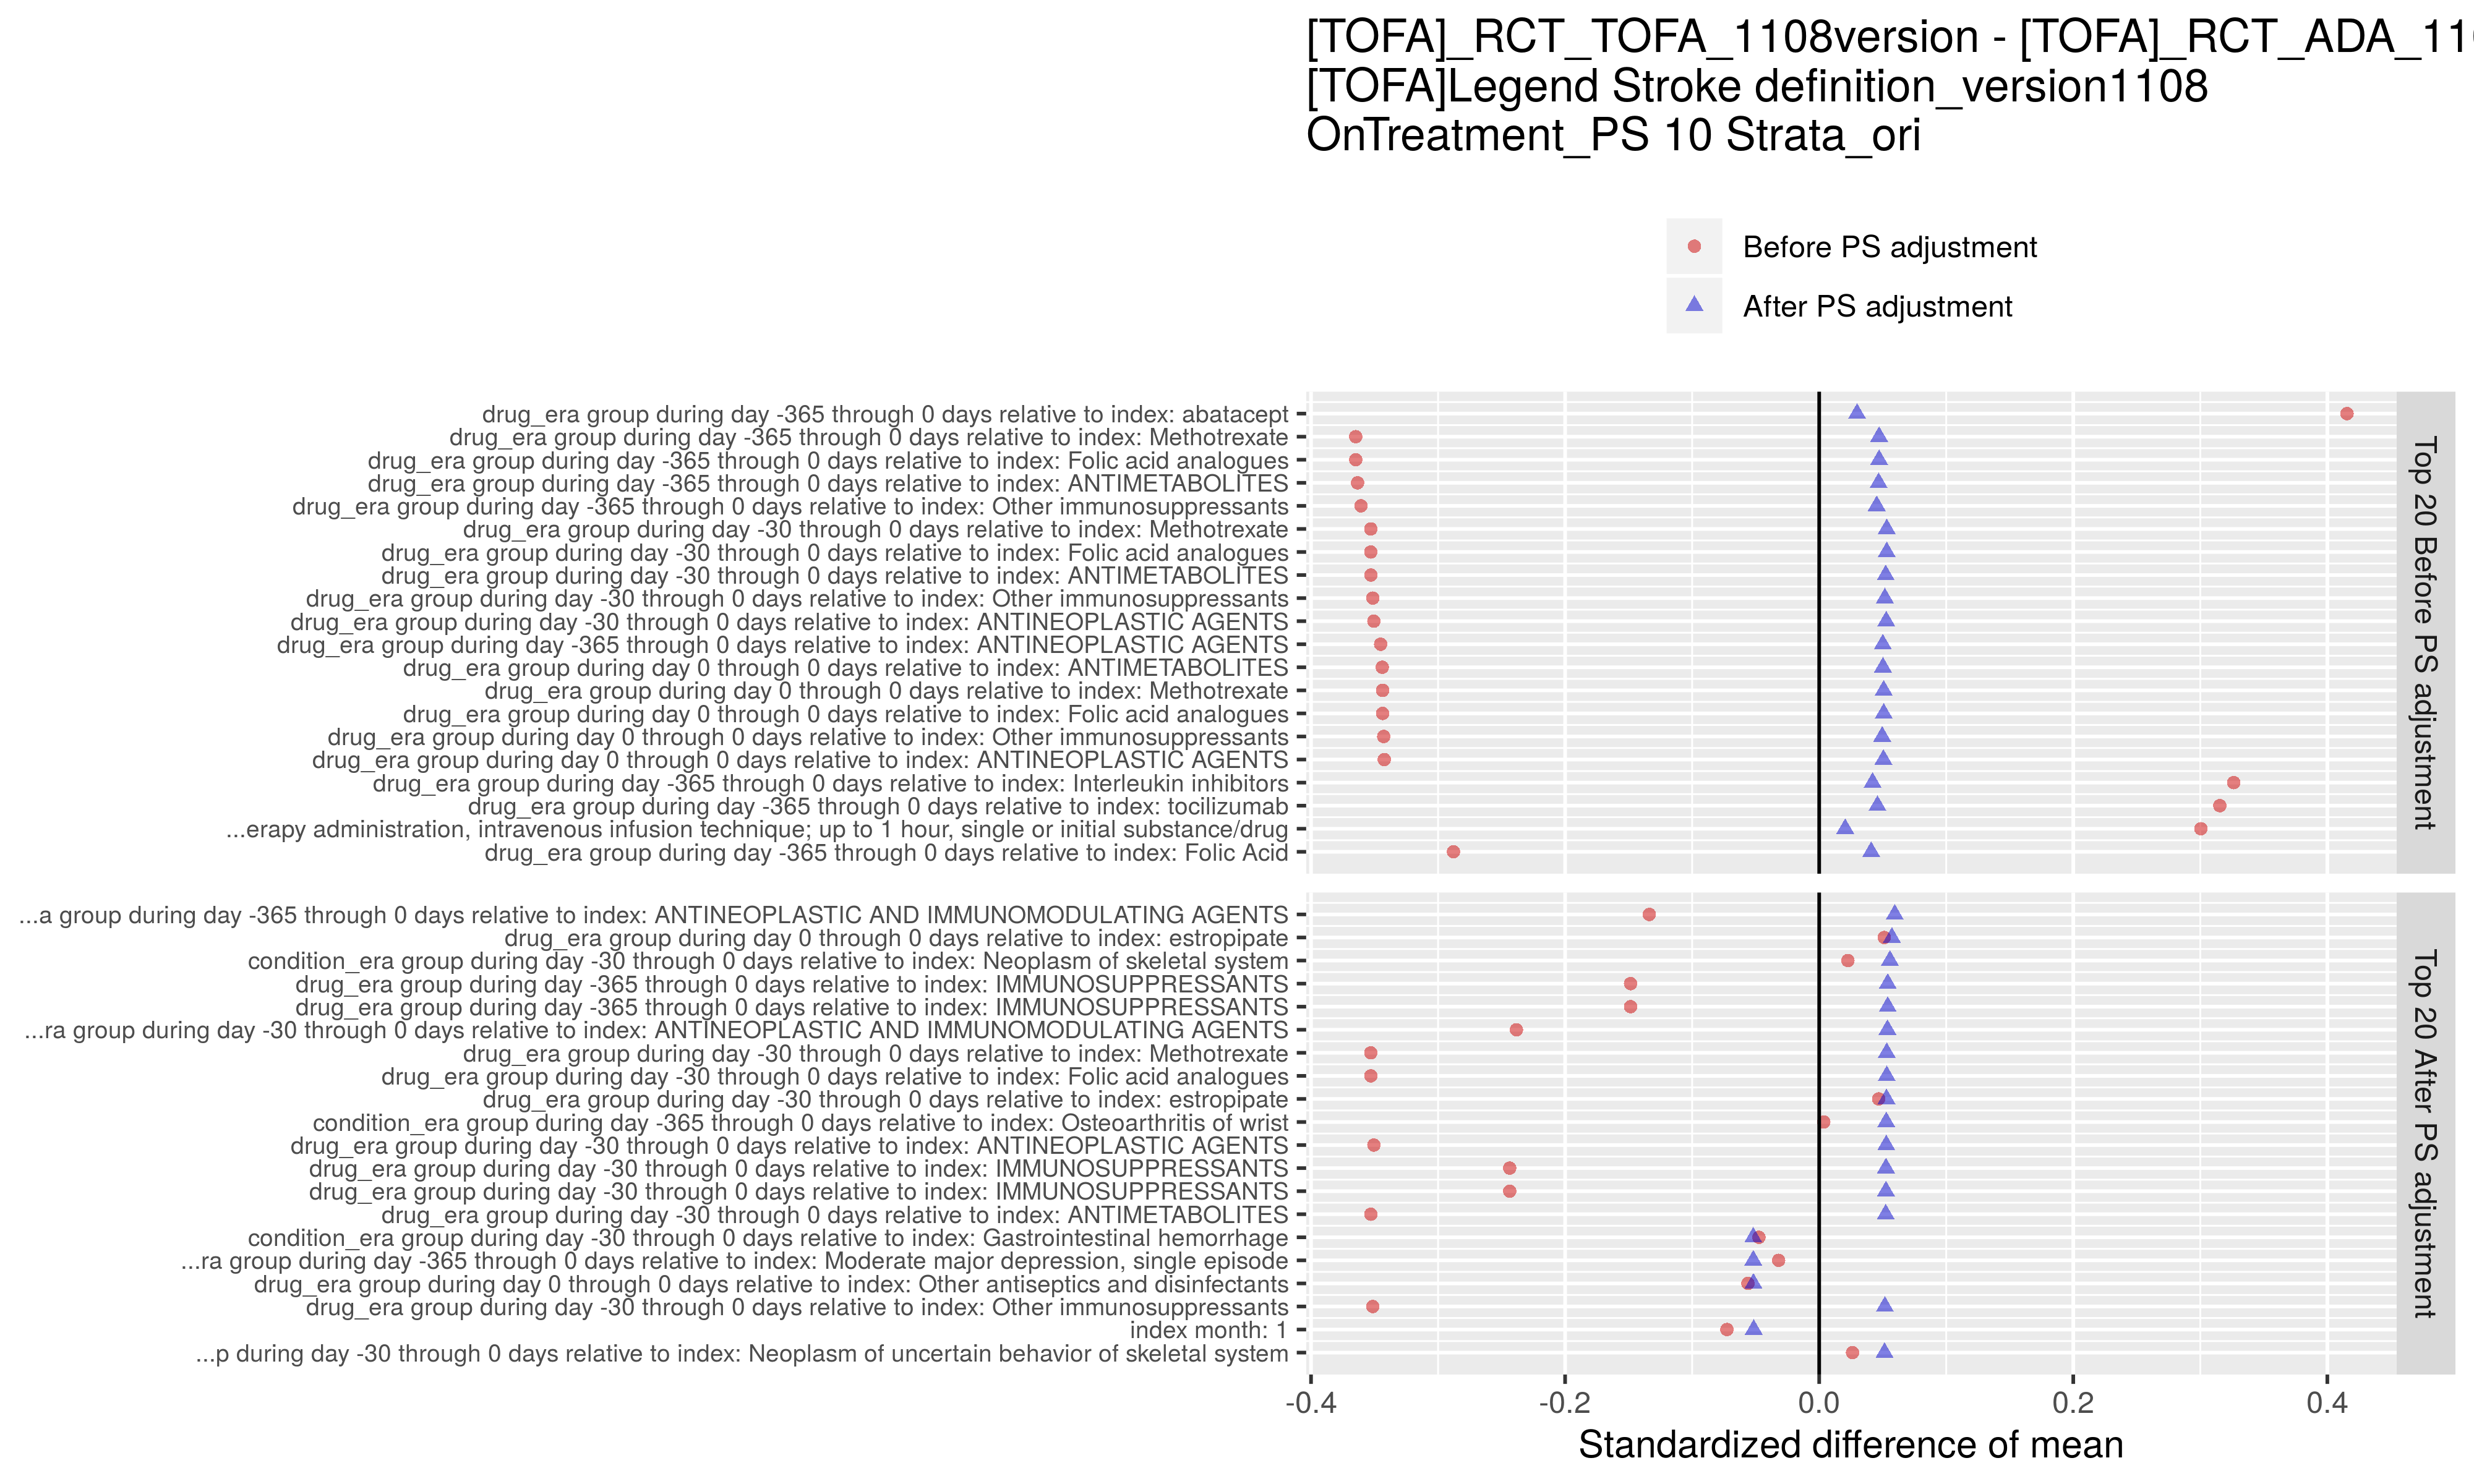 [TOFA]_RCT_TOFA_1108version - [TOFA]_RCT_ADA_11
[TOFA]Legend Stroke definition_version1108
OnTreatment_PS 10 Strata_ori
Before PS adjustment
After PS adjustment
drug_era group during day -365 through 0 days relative to index: abatacept
drug_era group during day -365 through 0 days relative to index: Methotrexate
drug_era group during day -365 through 0 days relative to index: Folic acid analogues
drug_era group during day -365 through 0 days relative to index: ANTIMETABOLITES
drug_era group during day -365 through 0 days relative to index: Other immunosuppressants
drug_era group during day -30 through 0 days relative to index: Methotrexate
drug_era group during day -30 through 0 days relative to index: Folic acid analogues
drug_era group during day -30 through 0 days relative to index: ANTIMETABOLITES
drug_era group during day -30 through 0 days relative to index: Other immunosuppressants
drug_era group during day -30 through 0 days relative to index: ANTINEOPLASTIC AGENTS
drug_era group during day -365 through 0 days relative to index: ANTINEOPLASTIC AGENTS
drug_era group during day 0 through 0 days relative to index: ANTIMETABOLITES
drug_era group during day 0 through 0 days relative to index: Methotrexate
drug_era group during day 0 through 0 days relative to index: Folic acid analogues
drug_era group during day 0 through 0 days relative to index: Other immunosuppressants
drug_era group during day 0 through 0 days relative to index: ANTINEOPLASTIC AGENTS
drug_era group during day -365 through 0 days relative to index: Interleukin inhibitors
drug_era group during day -365 through 0 days relative to index: tocilizumab
...erapy administration, intravenous infusion technique; up to 1 hour, single or initial substance/drug
drug_era group during day -365 through 0 days relative to index: Folic Acid
Top 20 Before PS adjustment
...a group during day -365 through 0 days relative to index: ANTINEOPLASTIC AND IMMUNOMODULATING AGENTS
drug_era group during day 0 through 0 days relative to index: estropipate
condition_era group during day -30 through 0 days relative to index: Neoplasm of skeletal system
drug_era group during day -365 through 0 days relative to index: IMMUNOSUPPRESSANTS
drug_era group during day -365 through 0 days relative to index: IMMUNOSUPPRESSANTS
...ra group during day -30 through 0 days relative to index: ANTINEOPLASTIC AND IMMUNOMODULATING AGENTS
drug_era group during day -30 through 0 days relative to index: Methotrexate
drug_era group during day -30 through 0 days relative to index: Folic acid analogues
drug_era group during day -30 through 0 days relative to index: estropipate
condition_era group during day -365 through 0 days relative to index: Osteoarthritis of wrist
drug_era group during day -30 through 0 days relative to index: ANTINEOPLASTIC AGENTS
drug_era group during day -30 through 0 days relative to index: IMMUNOSUPPRESSANTS
drug_era group during day -30 through 0 days relative to index: IMMUNOSUPPRESSANTS
drug_era group during day -30 through 0 days relative to index: ANTIMETABOLITES
condition_era group during day -30 through 0 days relative to index: Gastrointestinal hemorrhage
...ra group during day -365 through 0 days relative to index: Moderate major depression, single episode
drug_era group during day 0 through 0 days relative to index: Other antiseptics and disinfectants
drug_era group during day -30 through 0 days relative to index: Other immunosuppressants
index month: 1
...p during day -30 through 0 days relative to index: Neoplasm of uncertain behavior of skeletal system
Top 20 After PS adjustment
-0.4 -0.2 0.0 0.2 0.4
Standardized difference of mean